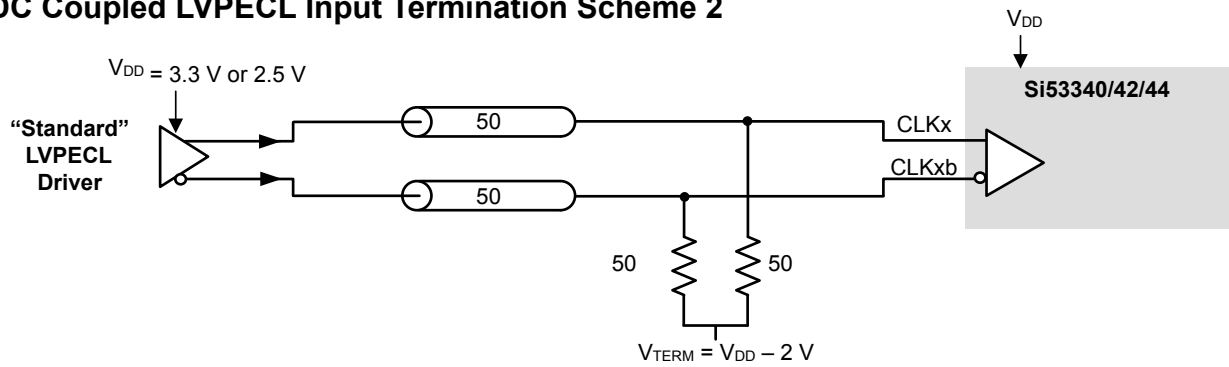 DC Coupled LVPECL Input Termination Scheme 2
VDD
VDD = 3.3 V or 2.5 V
Si53340/42/44
“Standard”
LVPECL
Driver
50
CLKx
50
CLKxb
50
50
VTERM = VDD – 2 V